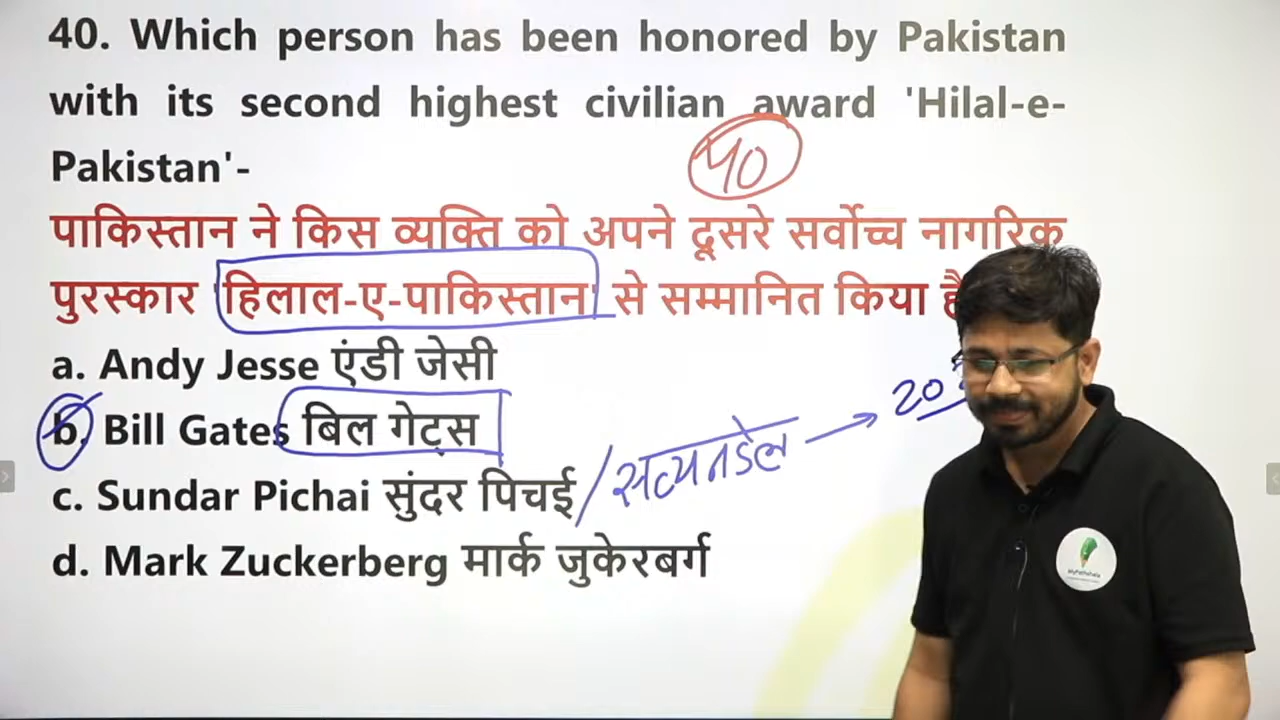 40. Which person has been honored by Pakistan
with its second highest civilian award 'Hilal-e-
Pakistan'-
40
पाकिस्तान ने किस व्यक्ति को अपने दूसरे सर्वोच्च नागरिक
पुरस्कार 'हिलाल-ए-पाकिस्तान' से सम्मानित किया है
a. Andy Jesse एंडी जेसी
b. Bill Gates बिल गेट्स
c. Sundar Pichai सुंदर पिचई / सत्य नडेल → 20
d. Mark Zuckerberg मार्क जुकेरबर्ग
MyPathshala